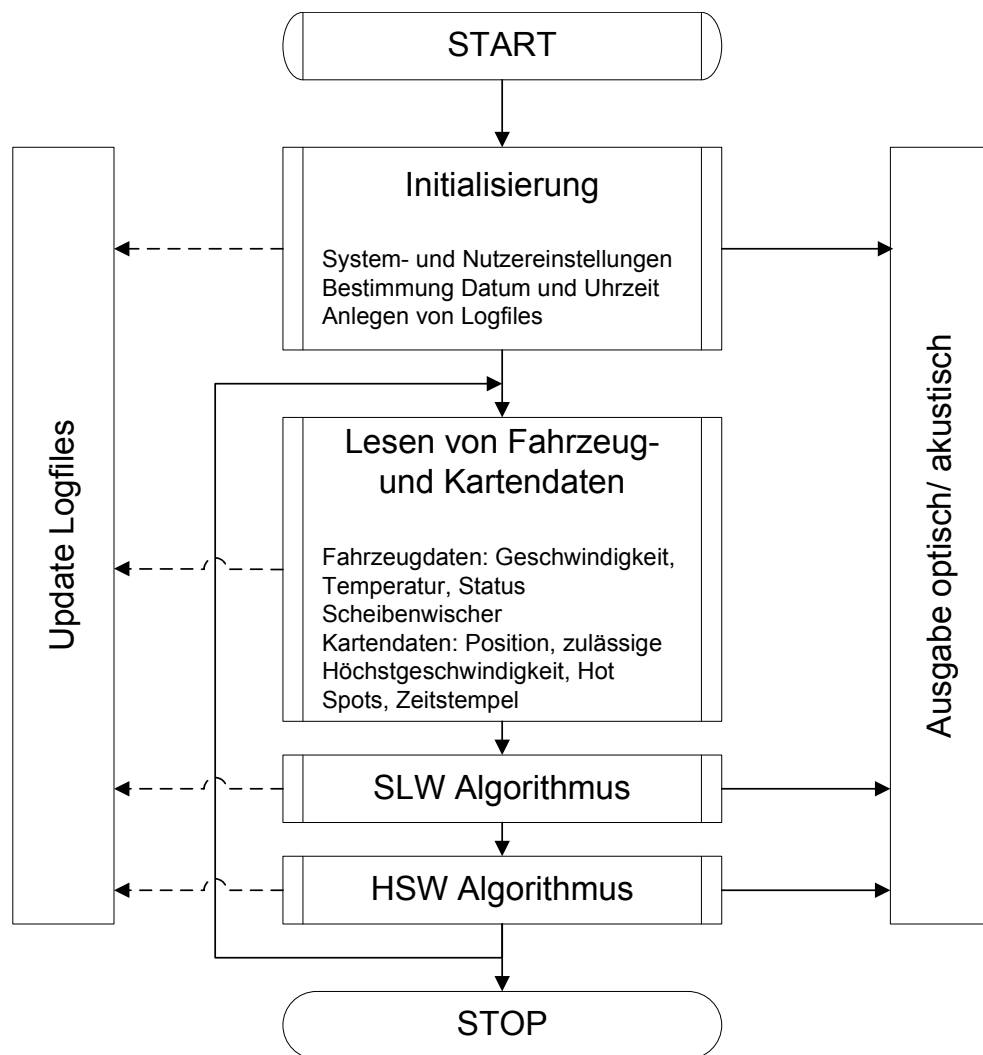 START
Initialisierung
System- und Nutzereinstellungen
Bestimmung Datum und Uhrzeit
Anlegen von Logfiles
Update Logfiles
Ausgabe optisch/ akustisch
Lesen von Fahrzeug-
und Kartendaten
Fahrzeugdaten: Geschwindigkeit,
Temperatur, Status
Scheibenwischer
Kartendaten: Position, zulässige
Höchstgeschwindigkeit, Hot
Spots, Zeitstempel
SLW Algorithmus
HSW Algorithmus
STOP